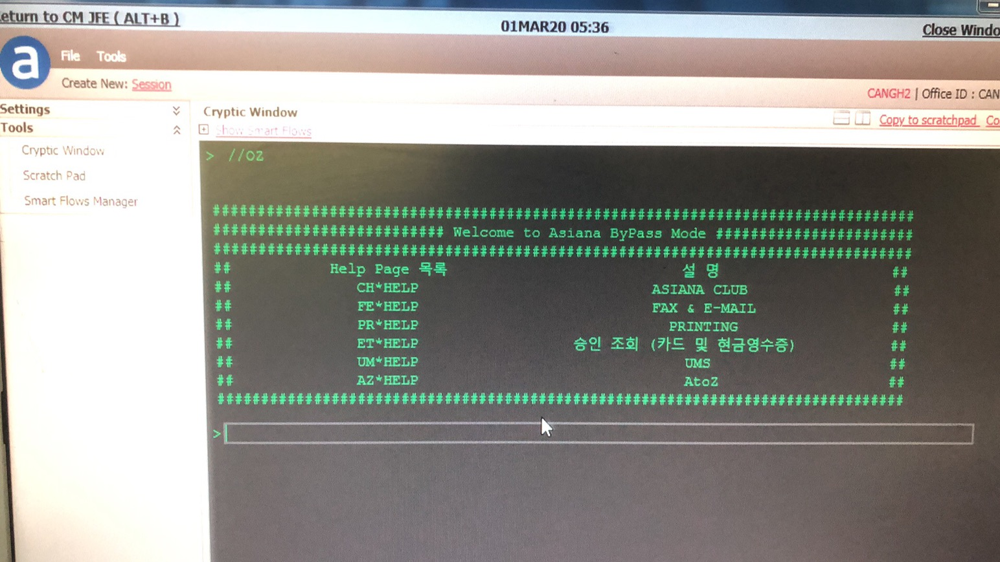 eturn to CM JFE ( ALT+B )
01MAR20 05:36
Close Windo
a
File Tools
Create New: Session
CANGH2 | Office ID : CAN
Settings
Tools
Cryptic Window
Scratch Pad
Smart Flows Manager
Cryptic Window
Copy to scratchpad Co
Show Smart Flows
> //OZ
################################################################################
########################## Welcome to Asiana ByPass Mode ######################
################################################################################
## Help Page 목록 설 명 ##
## CH*HELP ASIANA CLUB ##
## FE*HELP FAX & E-MAIL ##
## PR*HELP PRINTING ##
## ET*HELP 승인 조회 (카드 및 현금영수증) ##
## UM*HELP UMS ##
## AZ*HELP AtoZ ##
################################################################################
>